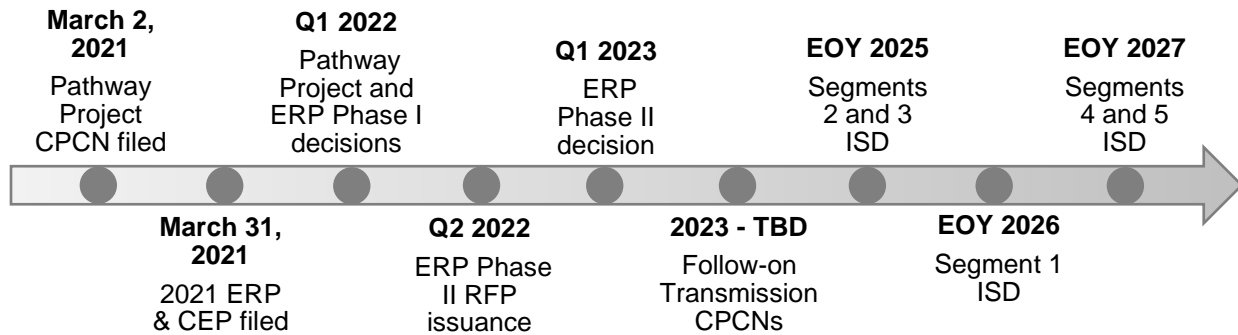 March 2,
2021
Pathway
Project
CPCN filed
March 31,
2021
2021 ERP
& CEP filed
Q1 2022
Pathway
Project and
ERP Phase I
decisions
Q2 2022
ERP Phase
II RFP
issuance
Q1 2023
ERP
Phase II
decision
2023 - TBD
Follow-on
Transmission
CPCNs
EOY 2025
Segments
2 and 3
ISD
EOY 2026
Segment 1
ISD
EOY 2027
Segments
4 and 5
ISD